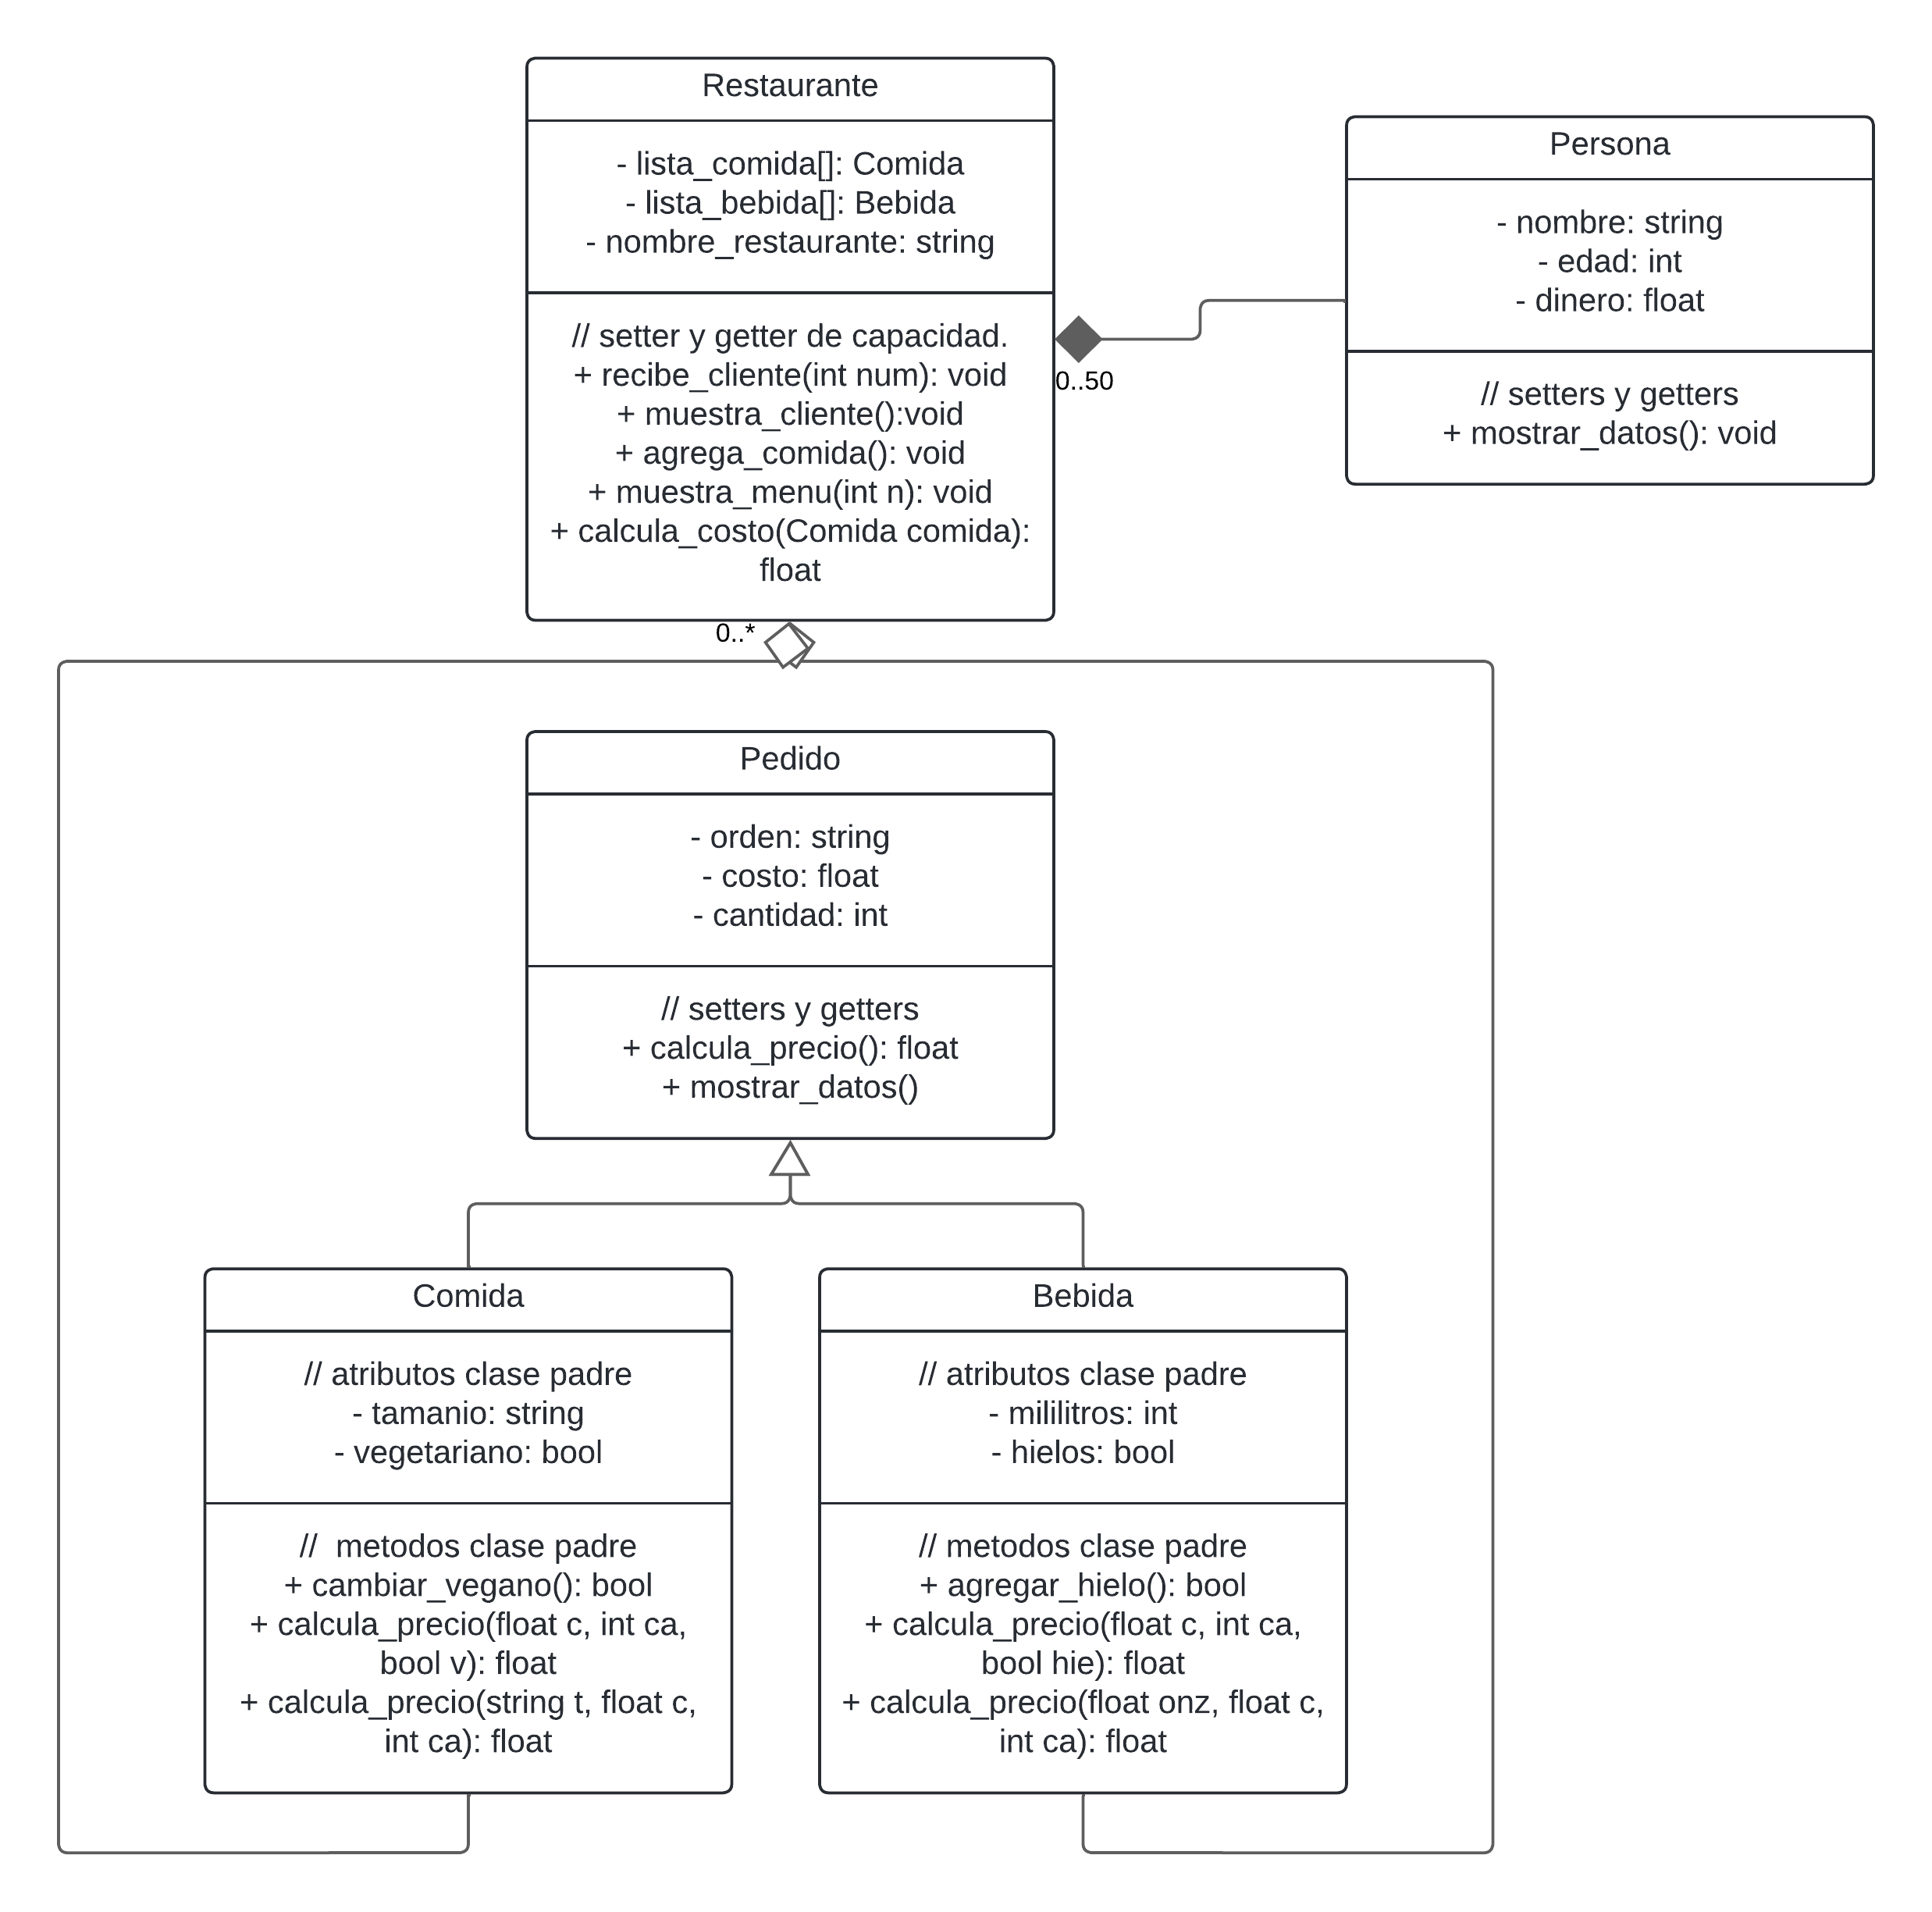 Restaurante
- lista_comida[]: Comida
- lista_bebida[]: Bebida
- nombre_restaurante: string
// setter y getter de capacidad.
+ recibe_cliente(int num): void
+ muestra_cliente():void
+ agrega_comida(): void
+ muestra_menu(int n): void
+ calcula_costo(Comida comida):
float
Persona
- nombre: string
- edad: int
- dinero: float
// setters y getters
+ mostrar_datos(): void
0..50
0..*
Pedido
- orden: string
- costo: float
- cantidad: int
// setters y getters
+ calcula_precio(): float
+ mostrar_datos()
Comida
// atributos clase padre
- tamanio: string
- vegetariano: bool
//  metodos clase padre
+ cambiar_vegano(): bool
+ calcula_precio(float c, int ca,
bool v): float
+ calcula_precio(string t, float c,
int ca): float
Bebida
// atributos clase padre
- mililitros: int
- hielos: bool
// metodos clase padre
+ agregar_hielo(): bool
+ calcula_precio(float c, int ca,
bool hie): float
+ calcula_precio(float onz, float c,
int ca): float